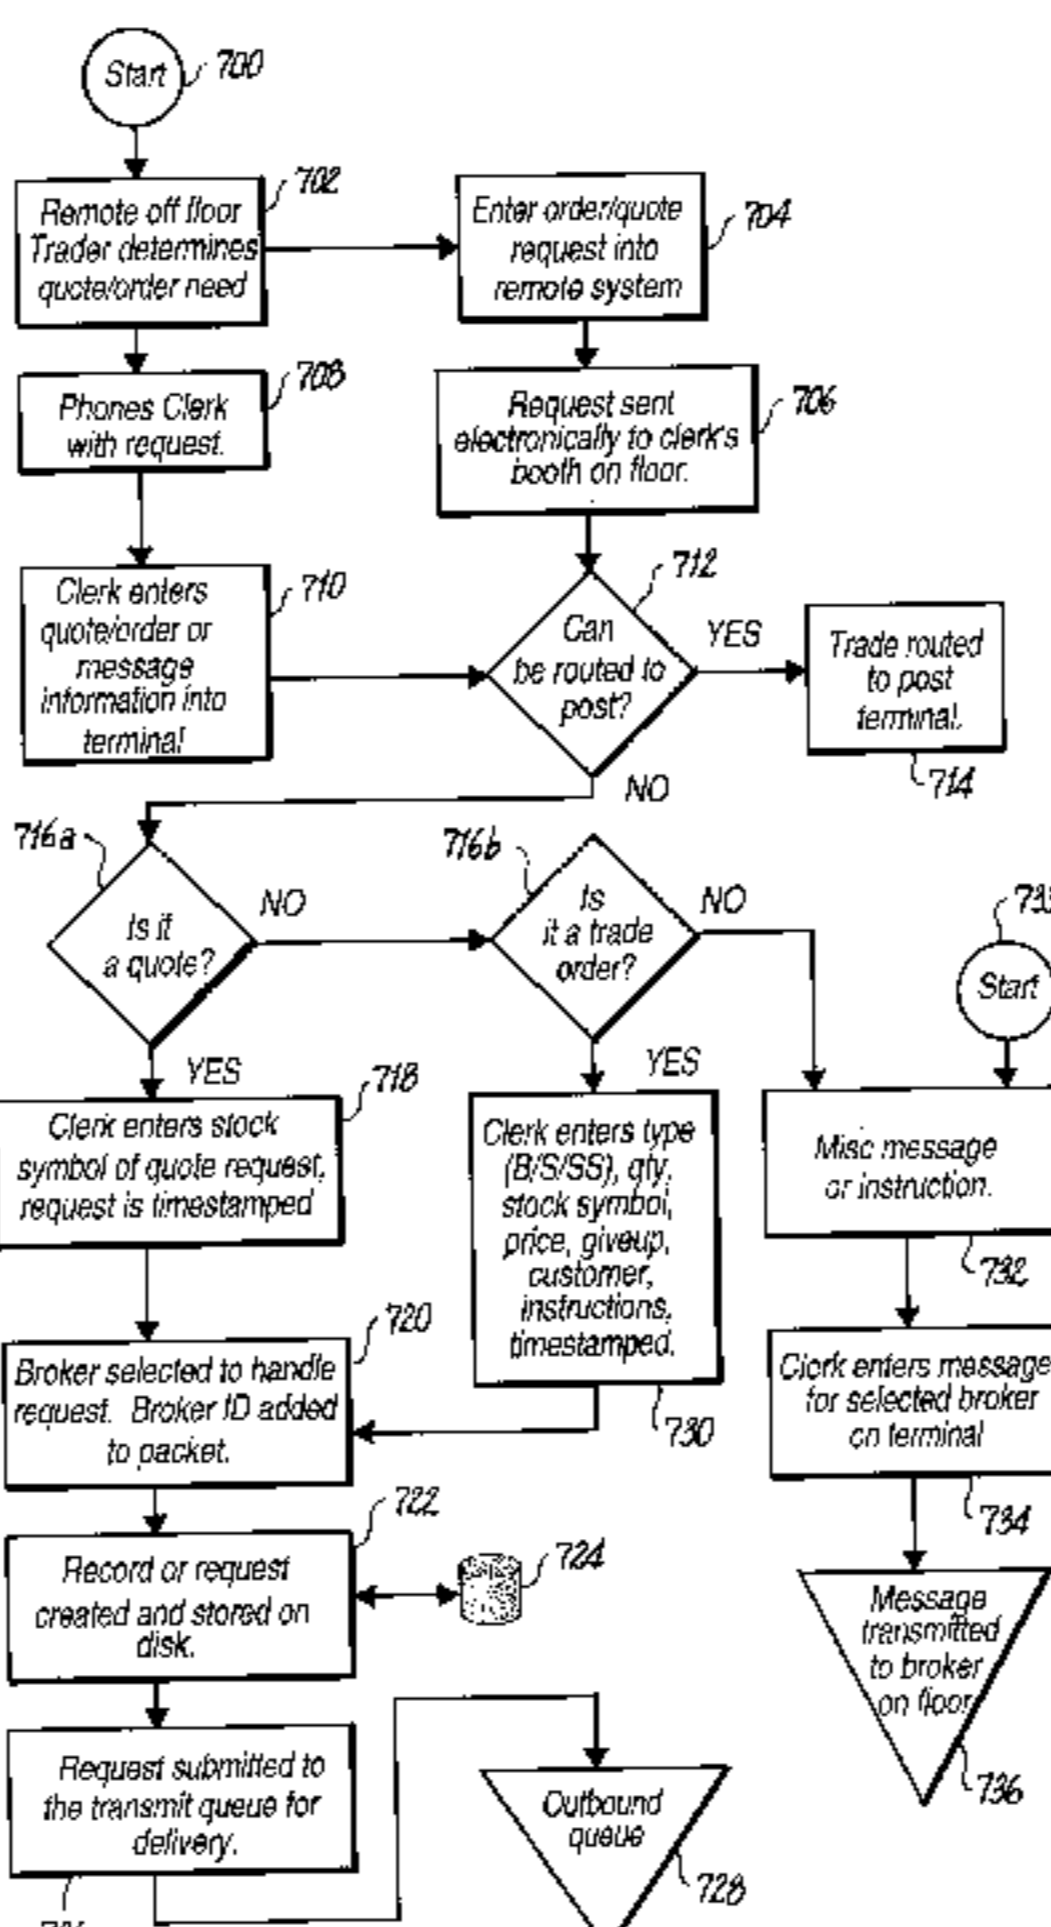 Start
700
702
Remote off floor
Trader determines
quote/order need
Enter order/quote
request into
remote system
704
708
Phones Clerk
with request.
Request sent
electronically to clerk's
booth on floor.
706
Clerk enters
quote/order or
message
information into
terminal
710
712
Can
be routed to
post?
YES
NO
Trade routed
to post
terminal.
714
716a
Is it
a quote?
NO
YES
716b
Is
it a trade
order?
NO
YES
733
Start
718
Clerk enters stock
symbol of quote request,
request is timestamped
Clerk enters type
(B/S/SS), qty,
stock symbol,
price, giveup,
customer,
instructions,
timestamped.
730
Misc message
or instruction.
732
720
Broker selected to handle
request. Broker ID added
to packet.
Clerk enters message
for selected broker
on terminal
734
722
Record or request
created and stored on
disk.
724
Message
transmitted
to broker
on floor
736
Request submitted to
the transmit queue for
delivery.
Outbound
queue
728